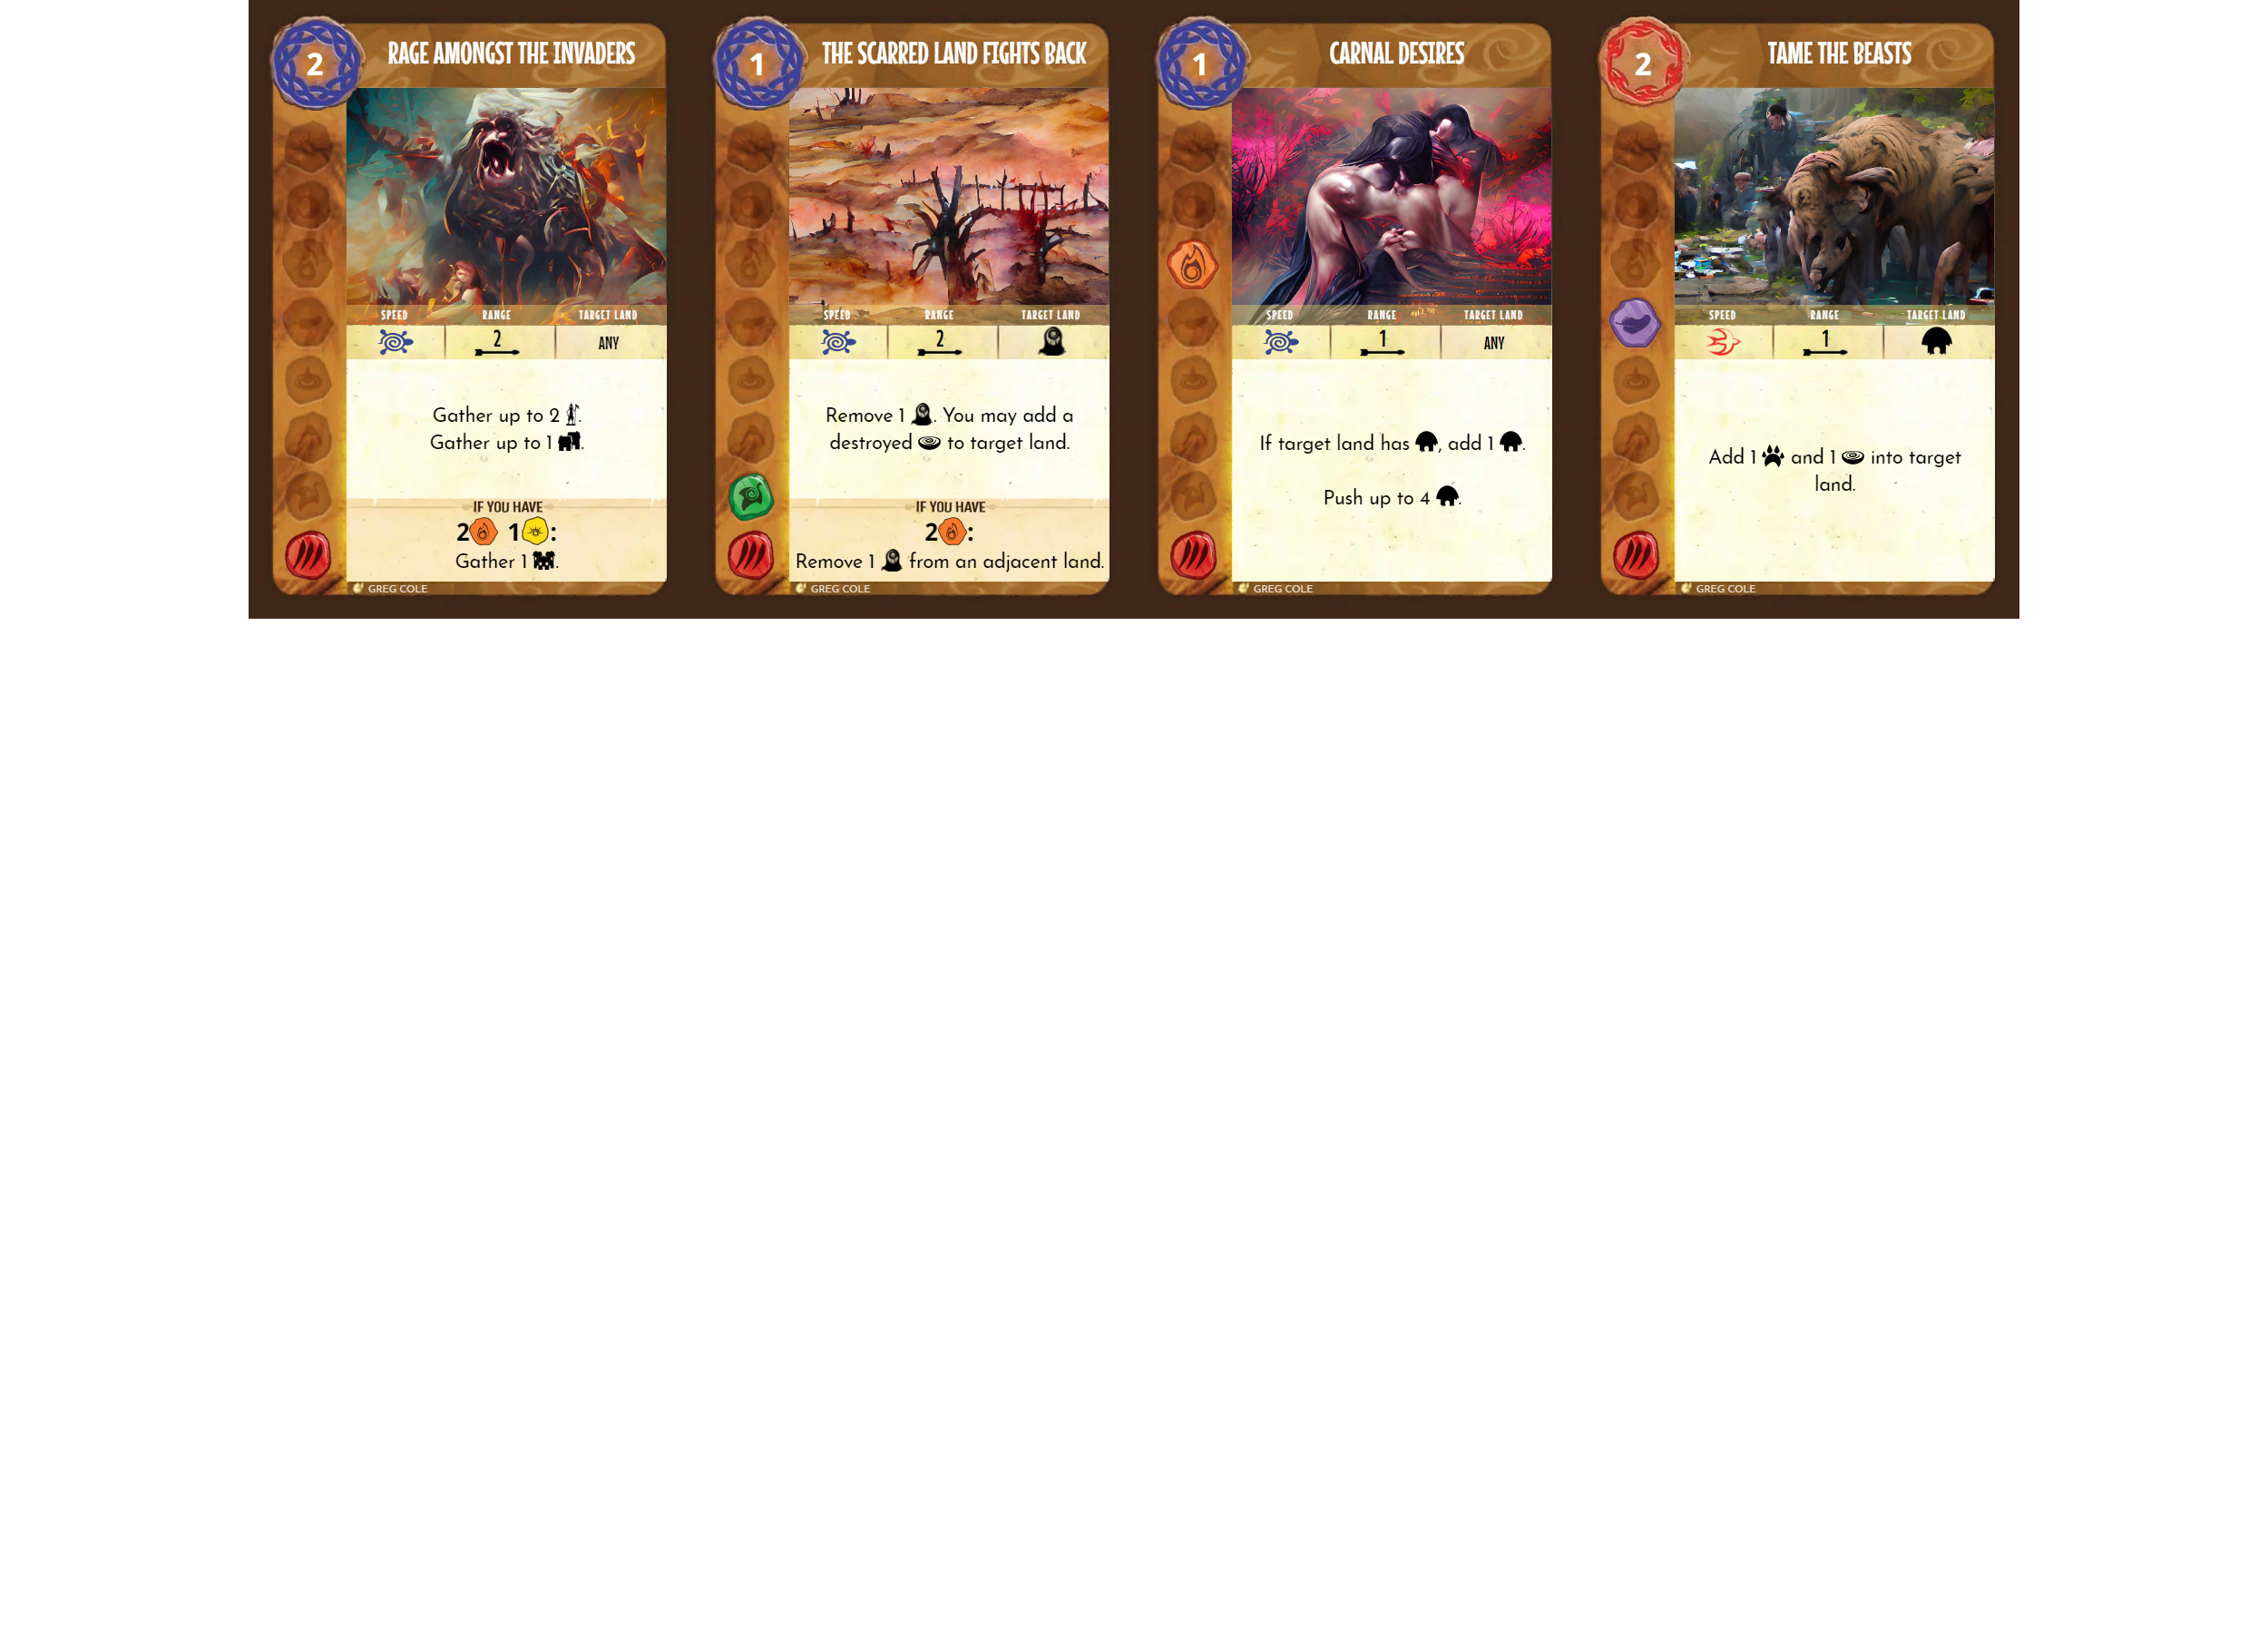 2
RAGE AMONGST THE INVADERS
SPEED RANGE TARGET LAND
2 ANY
Gather up to 2 .
Gather up to 1 .
IF YOU HAVE
2 1 :
Gather 1 .
GREG COLE
1
THE SCARRED LAND FIGHTS BACK
SPEED RANGE TARGET LAND
2
Remove 1 . You may add a
destroyed to target land.
IF YOU HAVE
2 :
Remove 1 from an adjacent land.
GREG COLE
1
CARNAL DESIRES
SPEED RANGE TARGET LAND
1 ANY
If target land has , add 1 .
Push up to 4 .
GREG COLE
2
TAME THE BEASTS
SPEED RANGE TARGET LAND
1
Add 1 and 1 into target
land.
GREG COLE